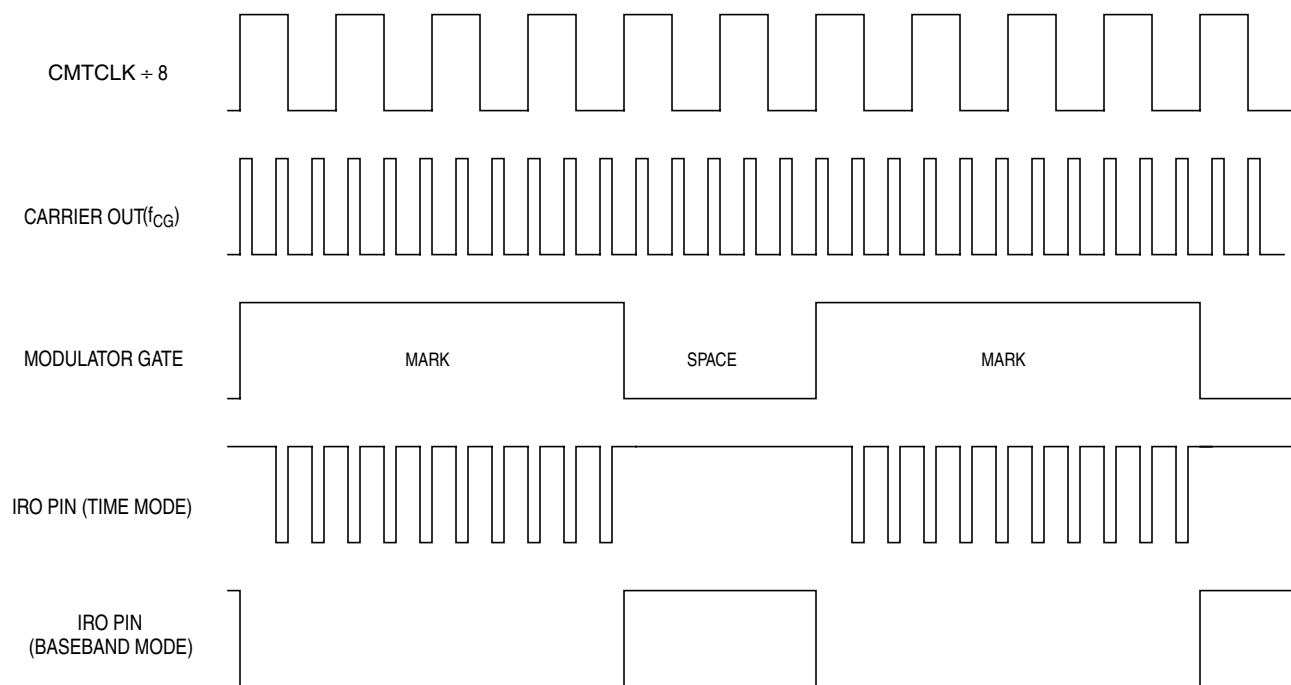 CMTCLK ÷ 8
CARRIER OUT(fCG)
MODULATOR GATE
MARK
SPACE
MARK
IRO PIN (TIME MODE)
IRO PIN
(BASEBAND MODE)